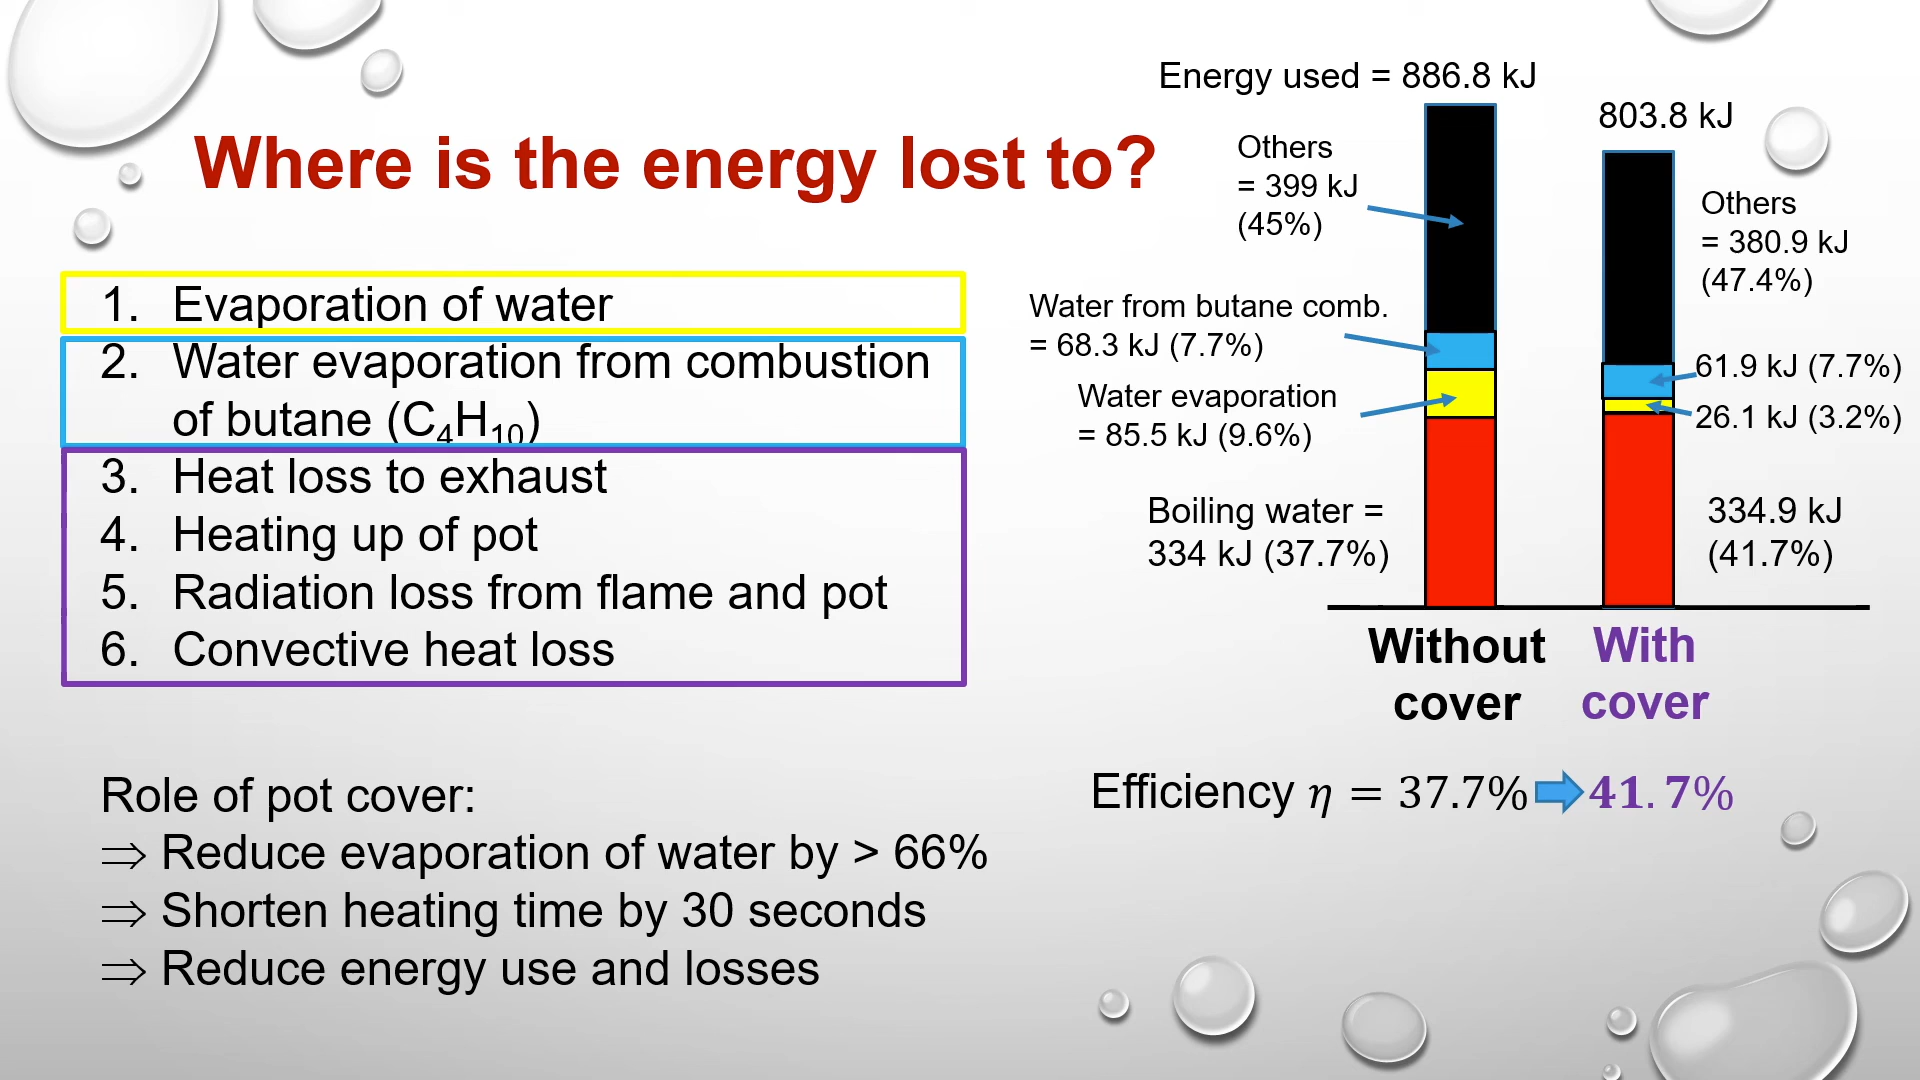 Where is the energy lost to?
1. Evaporation of water
2. Water evaporation from combustion
of butane (C₄H₁₀)
3. Heat loss to exhaust
4. Heating up of pot
5. Radiation loss from flame and pot
6. Convective heat loss
Role of pot cover:
⇒ Reduce evaporation of water by > 66%
⇒ Shorten heating time by 30 seconds
⇒ Reduce energy use and losses
Energy used = 886.8 kJ
Others
= 399 kJ
(45%)
Water from butane comb.
= 68.3 kJ (7.7%)
Water evaporation
= 85.5 kJ (9.6%)
Boiling water =
334 kJ (37.7%)
803.8 kJ
Others
= 380.9 kJ
(47.4%)
61.9 kJ (7.7%)
26.1 kJ (3.2%)
334.9 kJ
(41.7%)
Without
cover
With
cover
Efficiency η = 37.7% 41.7%